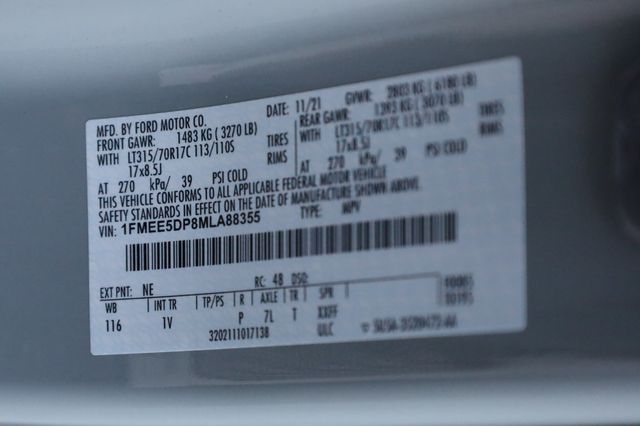 MFD. BY FORD MOTOR CO. DATE: 11/21 GVWR: 2803 KG ( 6180 LB)
FRONT GAWR: 1483 KG ( 3270 LB) REAR GAWR: 1393 KG ( 3070 LB)
WITH LT315/70R17C 113/110S TIRES WITH LT315/70R17C 113/110S TIRES
17x8.5J RIMS 17x8.5J RIMS
AT 270 kPa/ 39 PSI COLD AT 270 kPa/ 39 PSI COLD
THIS VEHICLE CONFORMS TO ALL APPLICABLE FEDERAL MOTOR VEHICLE
SAFETY STANDARDS IN EFFECT ON THE DATE OF MANUFACTURE SHOWN ABOVE.
VIN: 1FMEE5DP8MLA88355 TYPE: MPV
EXT PNT: NE RC: 48 DSO:
WB INT TR TP/PS R AXLE TR SPR
116 1V P 7L T XXFF
3202111017138 ULC